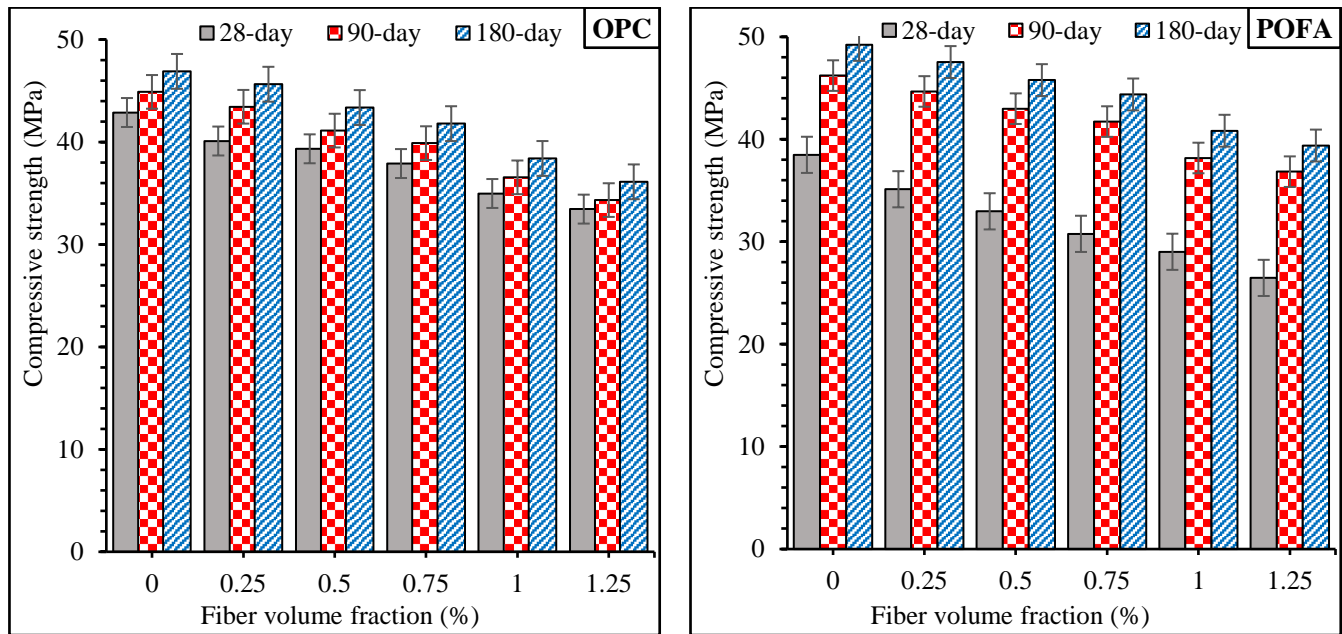 OPC
28-day 90-day 180-day
Compressive strength (MPa)
50
40
30
20
10
0
0 0.25 0.5 0.75 1 1.25
Fiber volume fraction (%)
POFA
28-day 90-day 180-day
Compressive strength (MPa)
50
40
30
20
10
0
0 0.25 0.5 0.75 1 1.25
Fiber volume fraction (%)